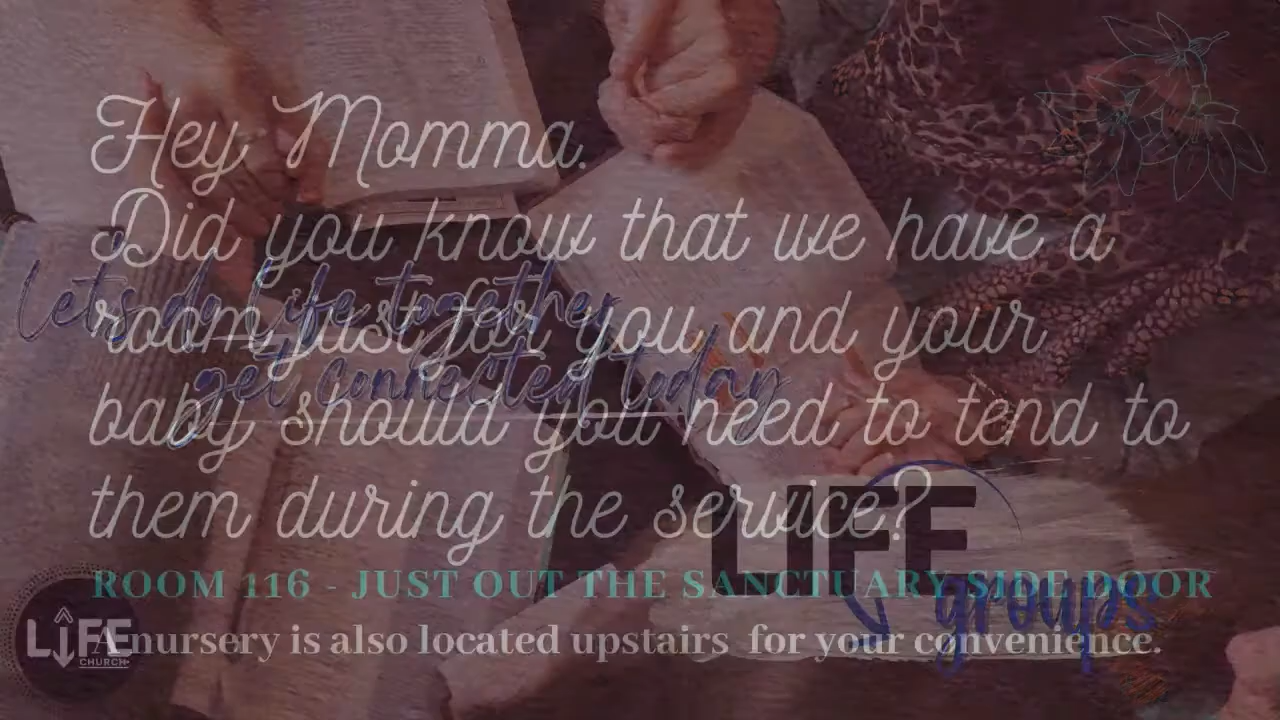 Hey Momma.
Did you know that we have a
room just for you and your
baby should you need to tend to
them during the service?
ROOM 116 - JUST OUT THE SANCTUARY SIDE DOOR
A nursery is also located upstairs for your convenience.
Let's do life together
get connected today
LIFE
groups
LIFE
CHURCH